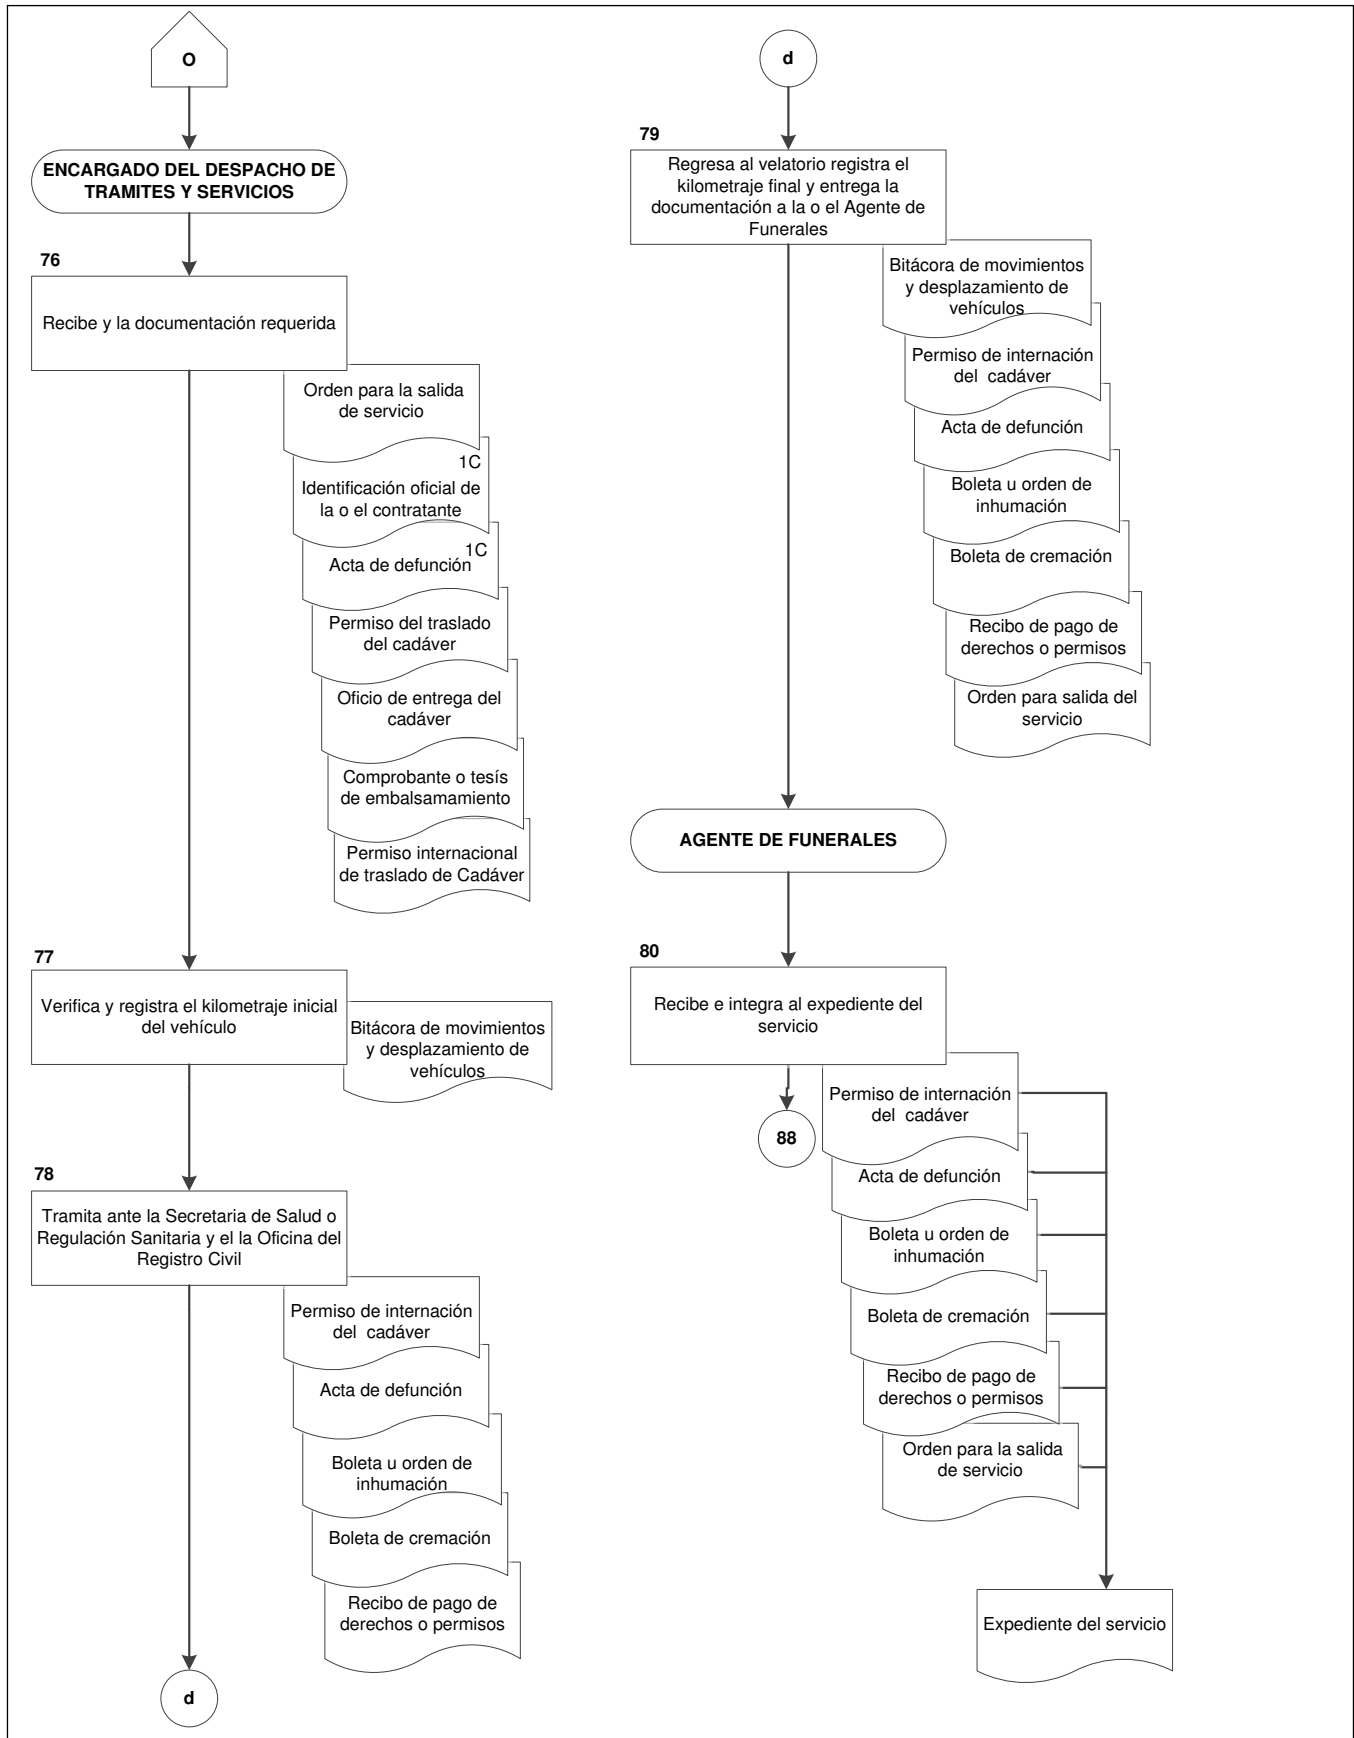 O
ENCARGADO DEL DESPACHO DE
TRAMITES Y SERVICIOS
76
Recibe y la documentación requerida
Orden para la salida
de servicio
1C
Identificación oficial de
la o el contratante
1C
Acta de defunción
Permiso del traslado
del cadáver
Oficio de entrega del
cadáver
Comprobante o tesís
de embalsamamiento
Permiso internacional
de traslado de Cadáver
77
Verifica y registra el kilometraje inicial
del vehículo
Bitácora de movimientos
y desplazamiento de
vehículos
78
Tramita ante la Secretaria de Salud o
Regulación Sanitaria y el la Oficina del
Registro Civil
Permiso de internación
del cadáver
Acta de defunción
Boleta u orden de
inhumación
Boleta de cremación
Recibo de pago de
derechos o permisos
d
d
79
Regresa al velatorio registra el
kilometraje final y entrega la
documentación a la o el Agente de
Funerales
Bitácora de movimientos
y desplazamiento de
vehículos
Permiso de internación
del cadáver
Acta de defunción
Boleta u orden de
inhumación
Boleta de cremación
Recibo de pago de
derechos o permisos
Orden para salida del
servicio
AGENTE DE FUNERALES
80
Recibe e integra al expediente del
servicio
88
Permiso de internación
del cadáver
Acta de defunción
Boleta u orden de
inhumación
Boleta de cremación
Recibo de pago de
derechos o permisos
Orden para la salida
de servicio
Expediente del servicio